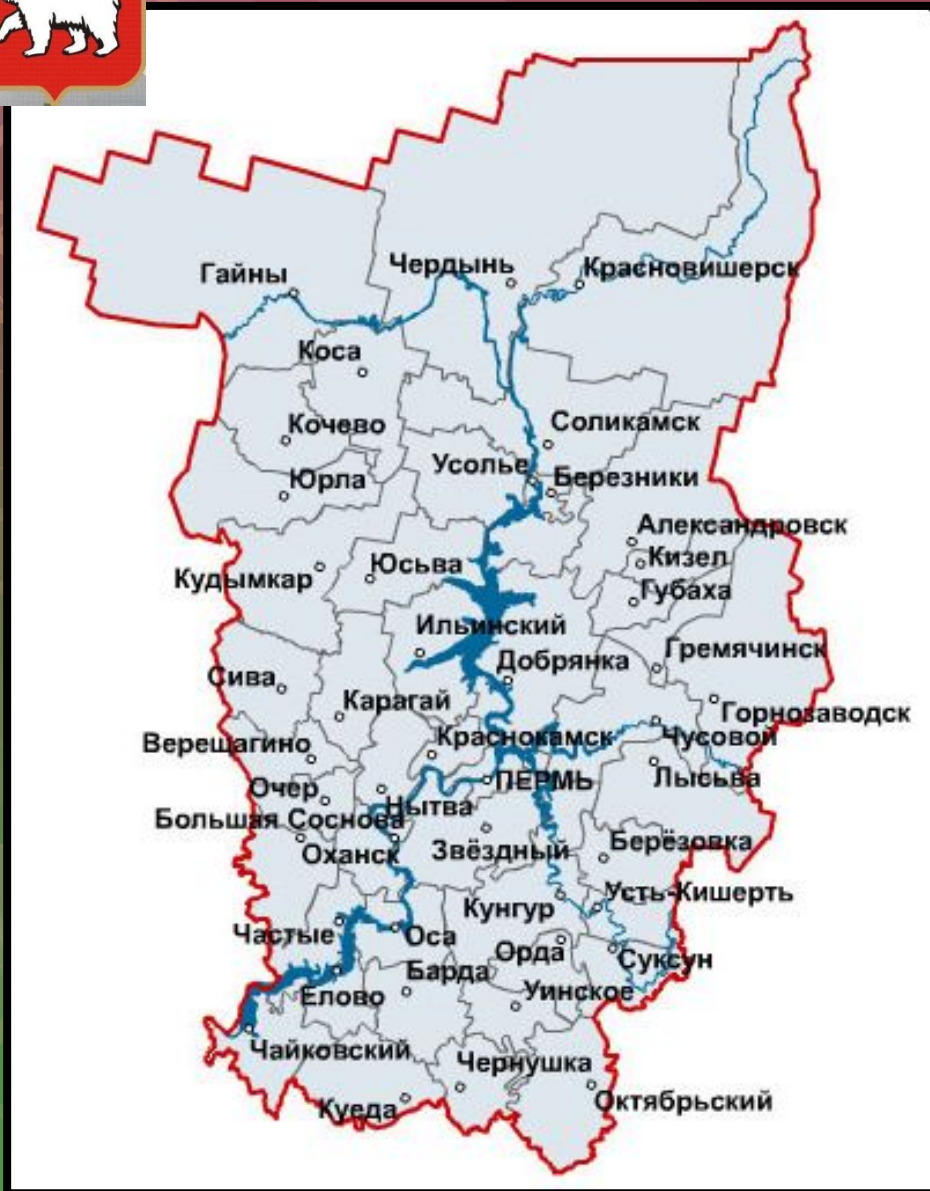 Чердынь
Красновишерск
Гайны
Коса
Кочево
Соликамск
Усолье
Березники
Юрла
Александровск
Кизел
Юсьва
Кудымкар
Губаха
Ильинский
Добрянка
Гремячинск
Сива
Карагай
Горнозаводск
Краснокамск
Чусовой
Верещагино
ПЕРМЬ
Лысьва
Очер
Нытва
Большая Соснова
Звёздный
Берёзовка
Оханск
Усть-Кишерть
Кунгур
Частые
Оса
Орда
Суксун
Барда
Елово
Уинское
Чайковский
Чернушка
Куеда
Октябрьский